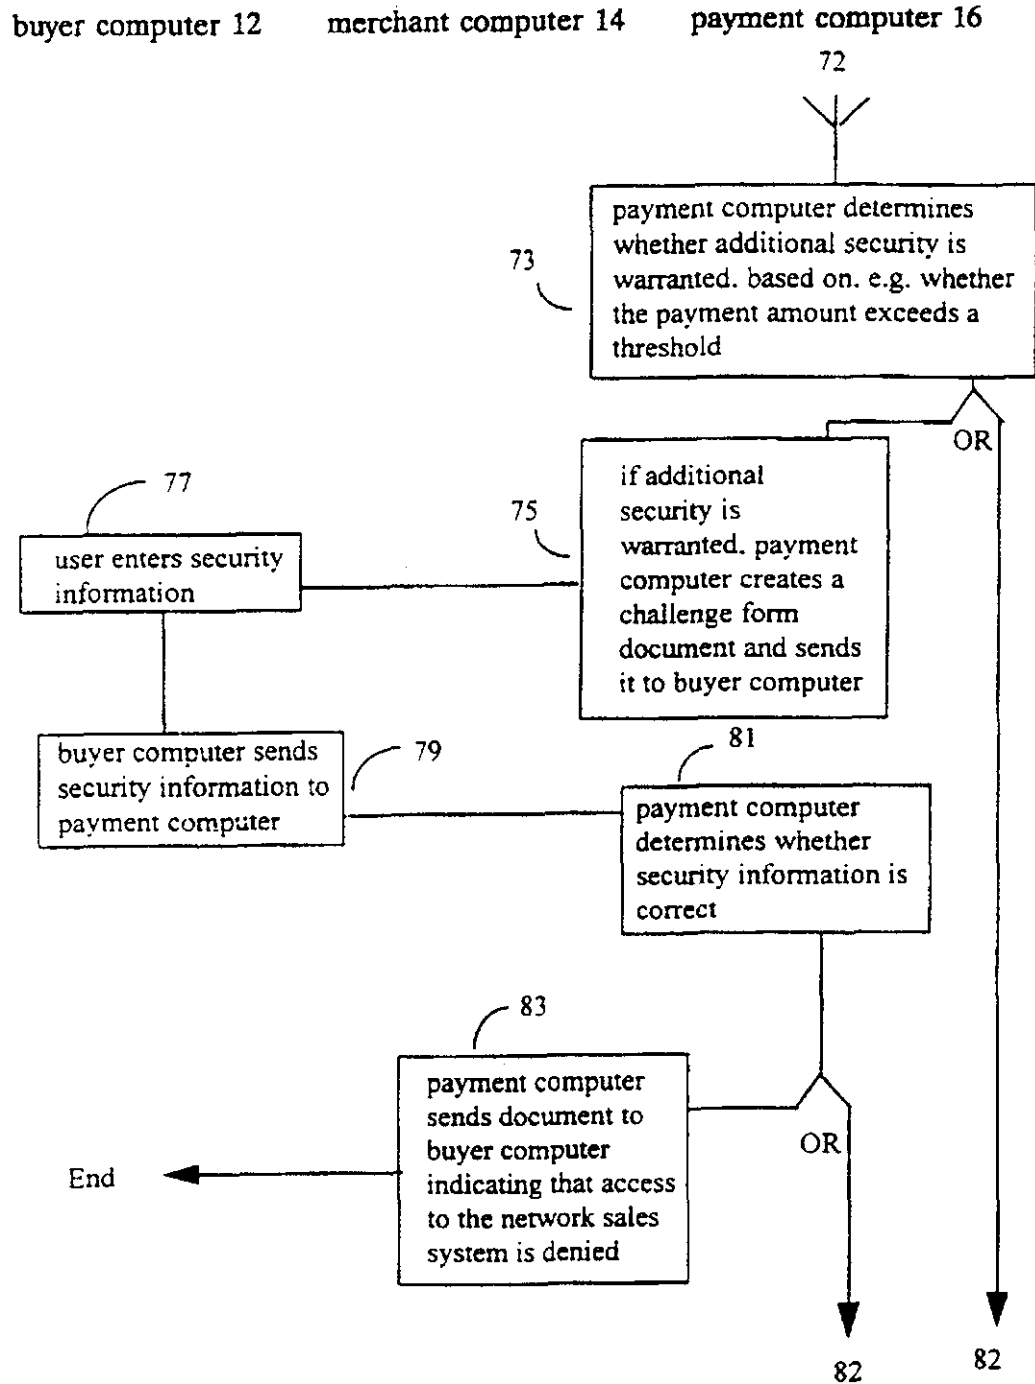 buyer computer 12 merchant computer 14 payment computer 16
72
payment computer determines
whether additional security is
warranted. based on. e.g. whether
the payment amount exceeds a
threshold
73
OR
if additional
security is
warranted. payment
computer creates a
challenge form
document and sends
it to buyer computer
75
77
user enters security
information
buyer computer sends
security information to
payment computer
79
81
payment computer
determines whether
security information is
correct
83
payment computer
sends document to
buyer computer
indicating that access
to the network sales
system is denied
OR
End
82
82